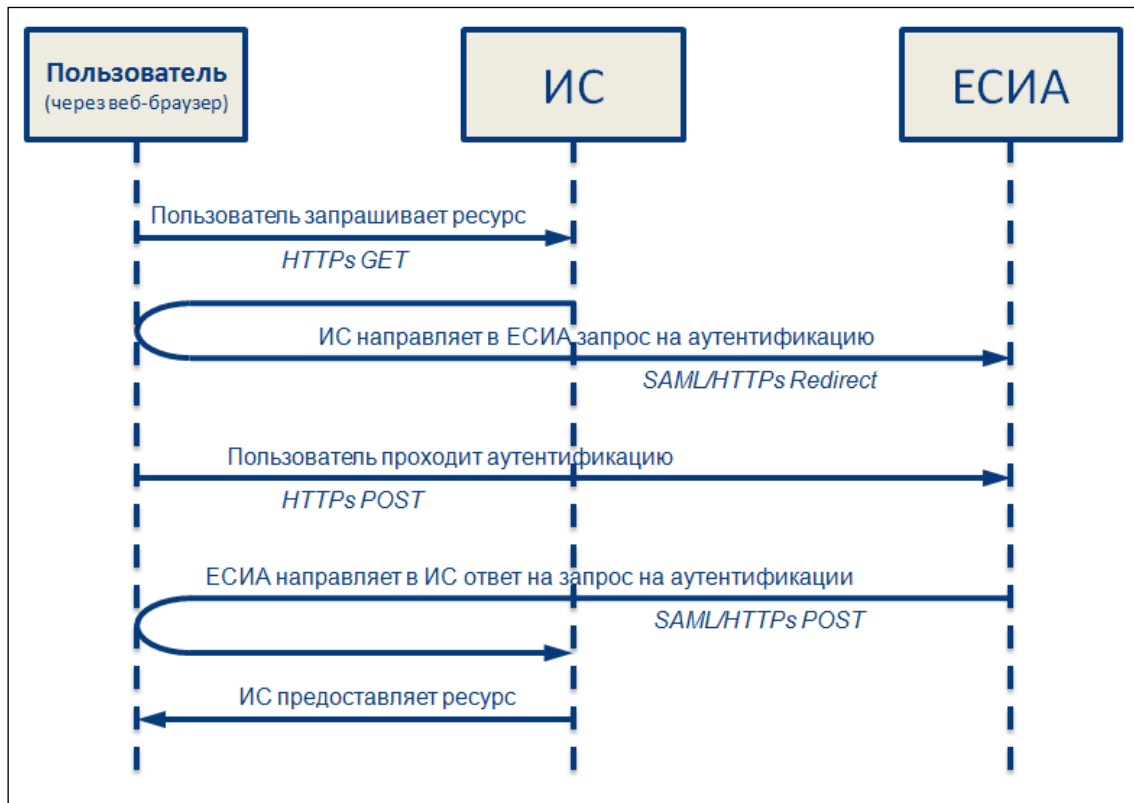 Пользователь
(через веб-браузер)
ИС
ЕСИА
Пользователь запрашивает ресурс
HTTPs GET
ИС направляет в ЕСИА запрос на аутентификацию
SAML/HTTPs Redirect
Пользователь проходит аутентификацию
HTTPs POST
ЕСИА направляет в ИС ответ на запрос на аутентификации
SAML/HTTPs POST
ИС предоставляет ресурс